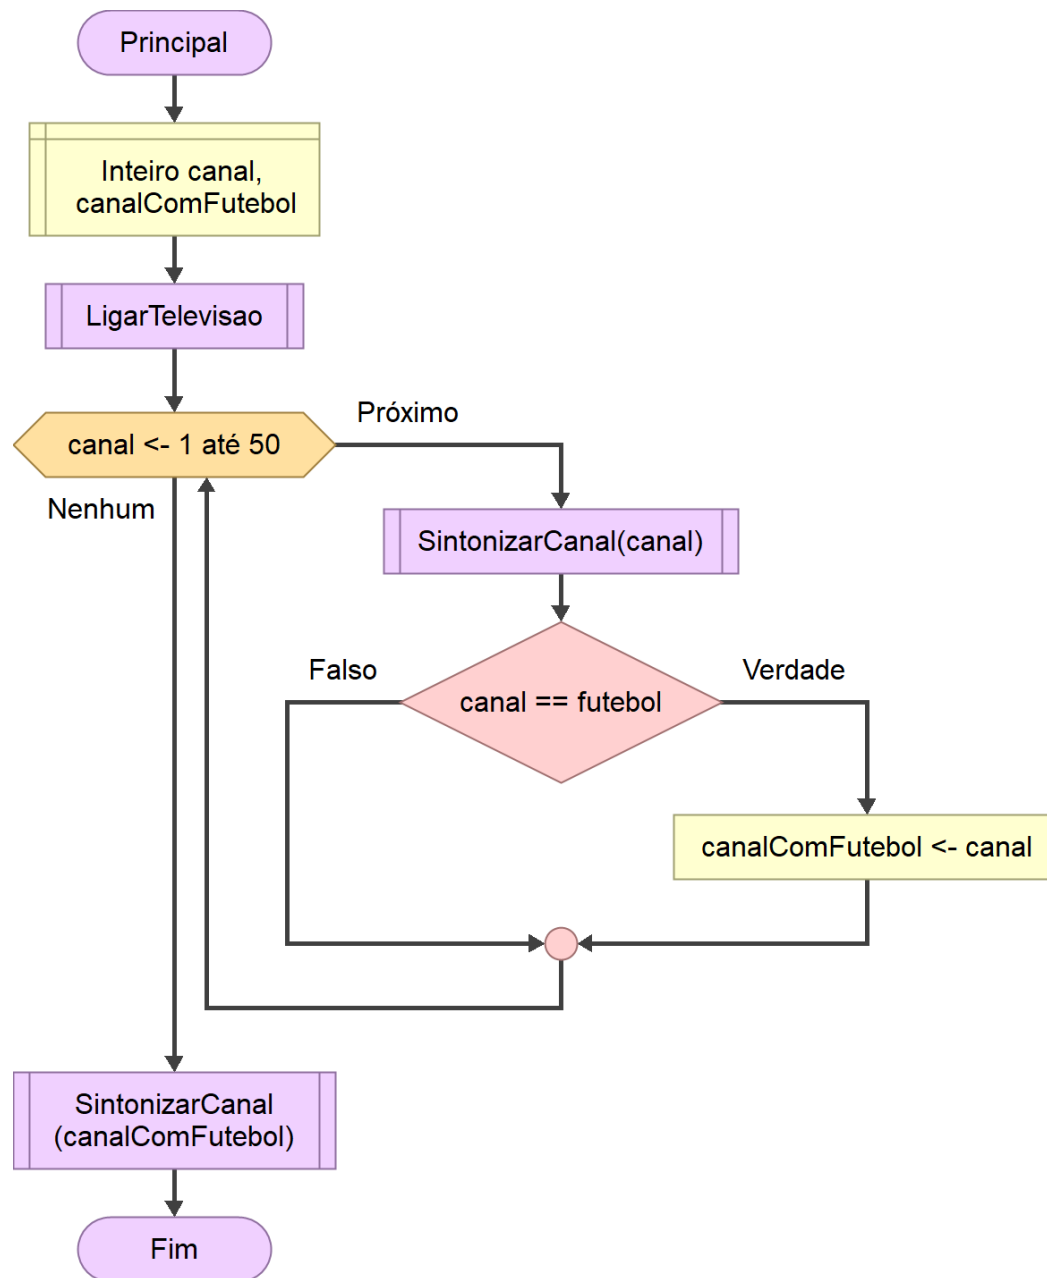 Principal
Inteiro canal,
canalComFutebol
LigarTelevisao
canal <- 1 até 50
Próximo
Nenhum
SintonizarCanal(canal)
Falso
canal == futebol
Verdade
canalComFutebol <- canal
SintonizarCanal
(canalComFutebol)
Fim